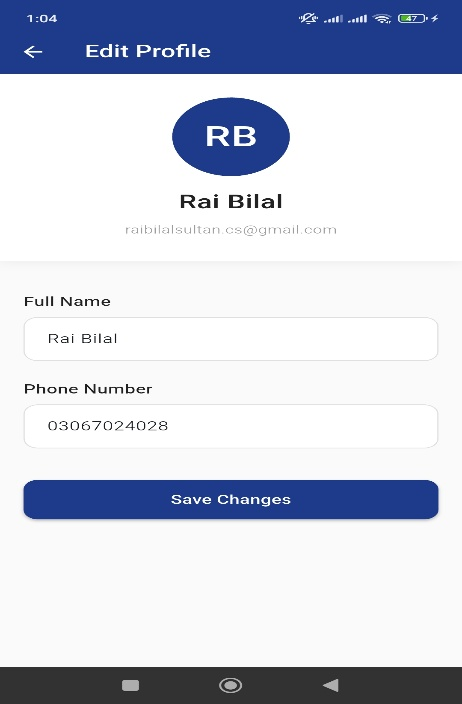 1:04
47
Edit Profile
RB
Rai Bilal
raibilalsultan.cs@gmail.com
Full Name
Rai Bilal
Phone Number
03067024028
Save Changes